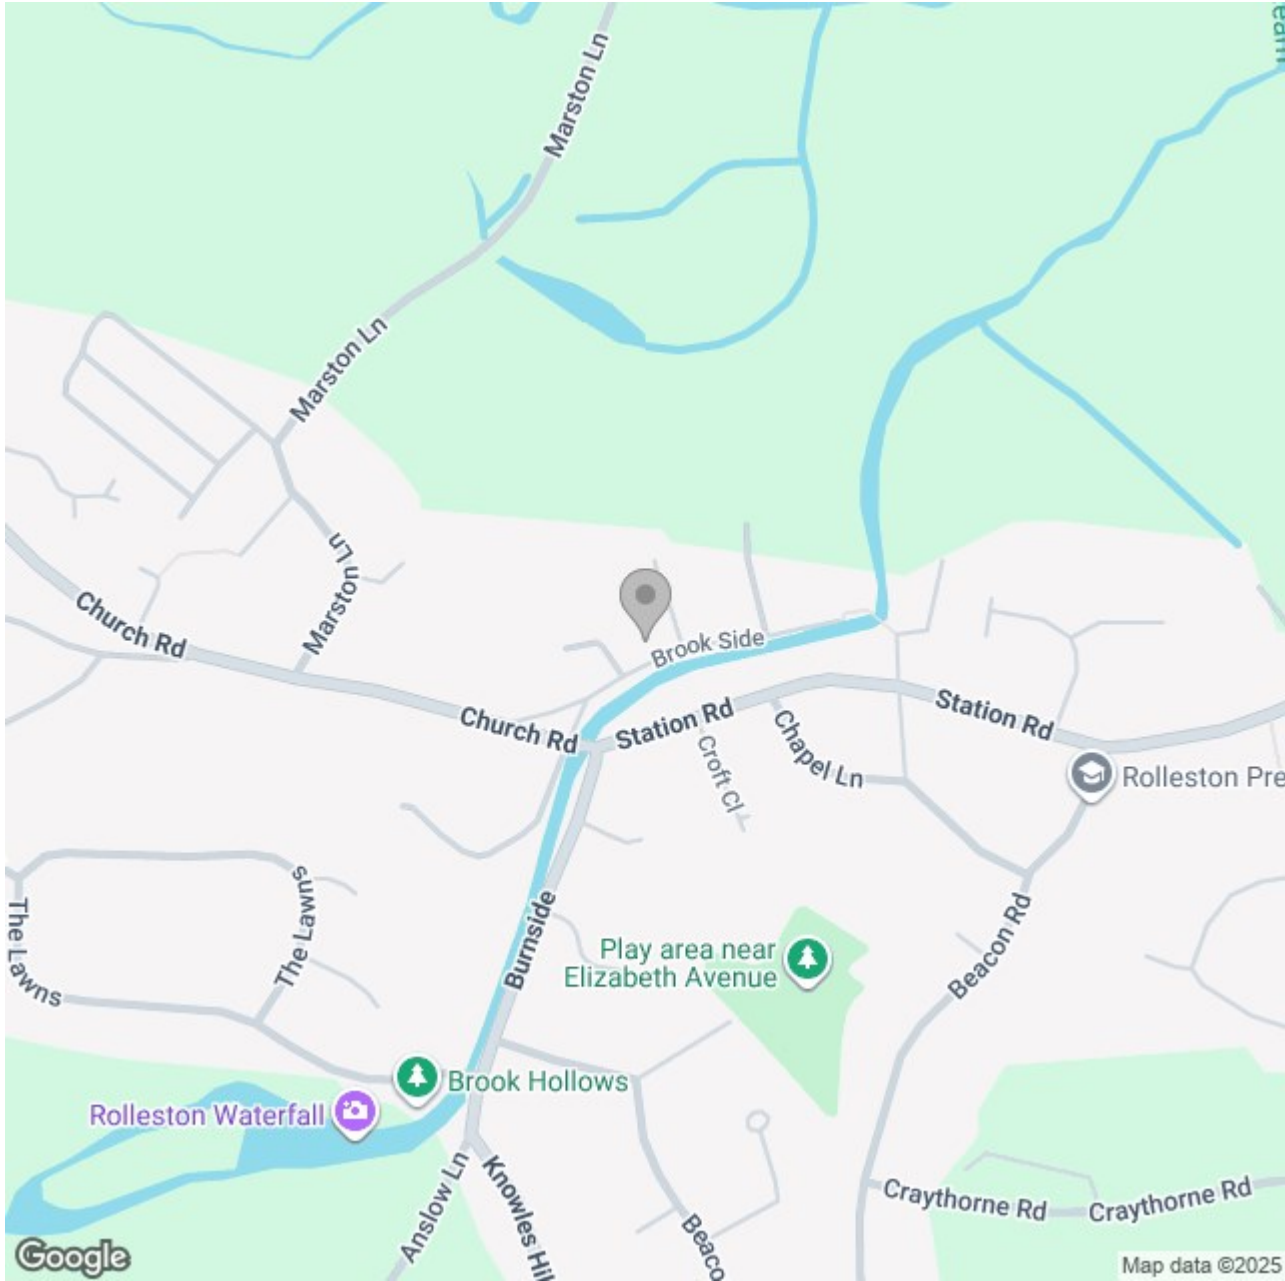 eam
Marston Ln
Marston Ln
Marston Ln
Church Rd
Brook Side
Church Rd
Station Rd
Station Rd
Croft Cl
Chapel Ln
Rolleston Pre
The Lawns
The Lawns
Burnside
Play area near
Elizabeth Avenue
Beacon Rd
Brook Hollows
Rolleston Waterfall
Anslow Ln
Knowles Hil
Beaco
Craythorne Rd
Craythorne Rd
Google
Map data ©2025